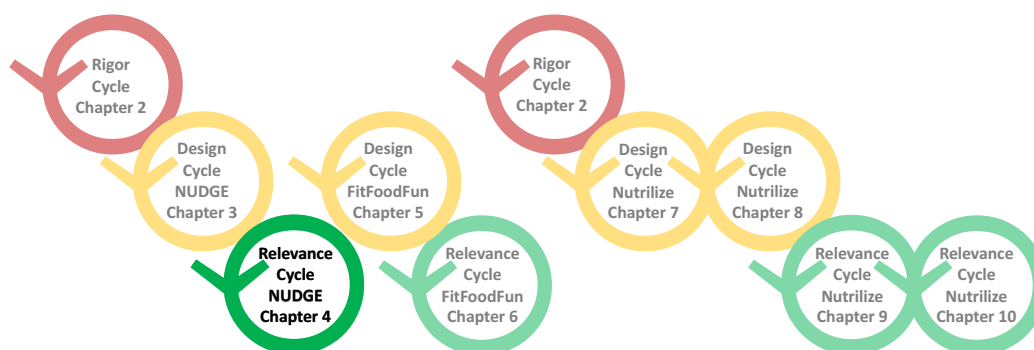 Rigor
Cycle
Chapter 2
Rigor
Cycle
Chapter 2
Design
Cycle
NUDGE
Chapter 3
Design
Cycle
FitFoodFun
Chapter 5
Design
Cycle
Nutrilize
Chapter 7
Design
Cycle
Nutrilize
Chapter 8
Relevance
Cycle
NUDGE
Chapter 4
Relevance
Cycle
FitFoodFun
Chapter 6
Relevance
Cycle
Nutrilize
Chapter 9
Relevance
Cycle
Nutrilize
Chapter 10